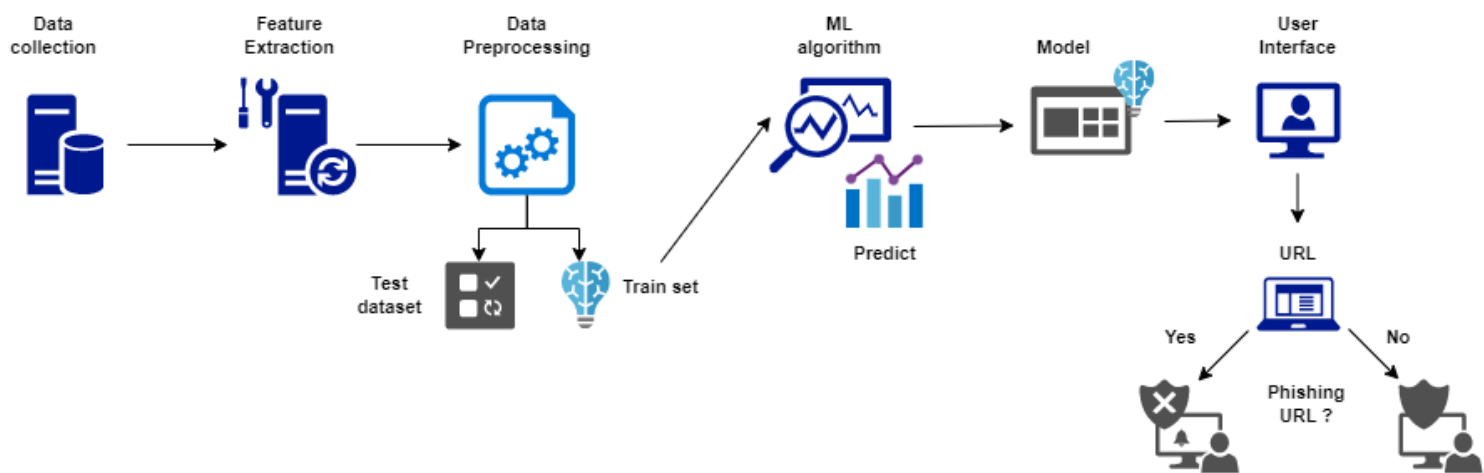 Data
collection
Feature
Extraction
Data
Preprocessing
ML
algorithm
Model
User
Interface
Predict
Test
dataset
Train set
URL
Yes
No
Phishing
URL ?